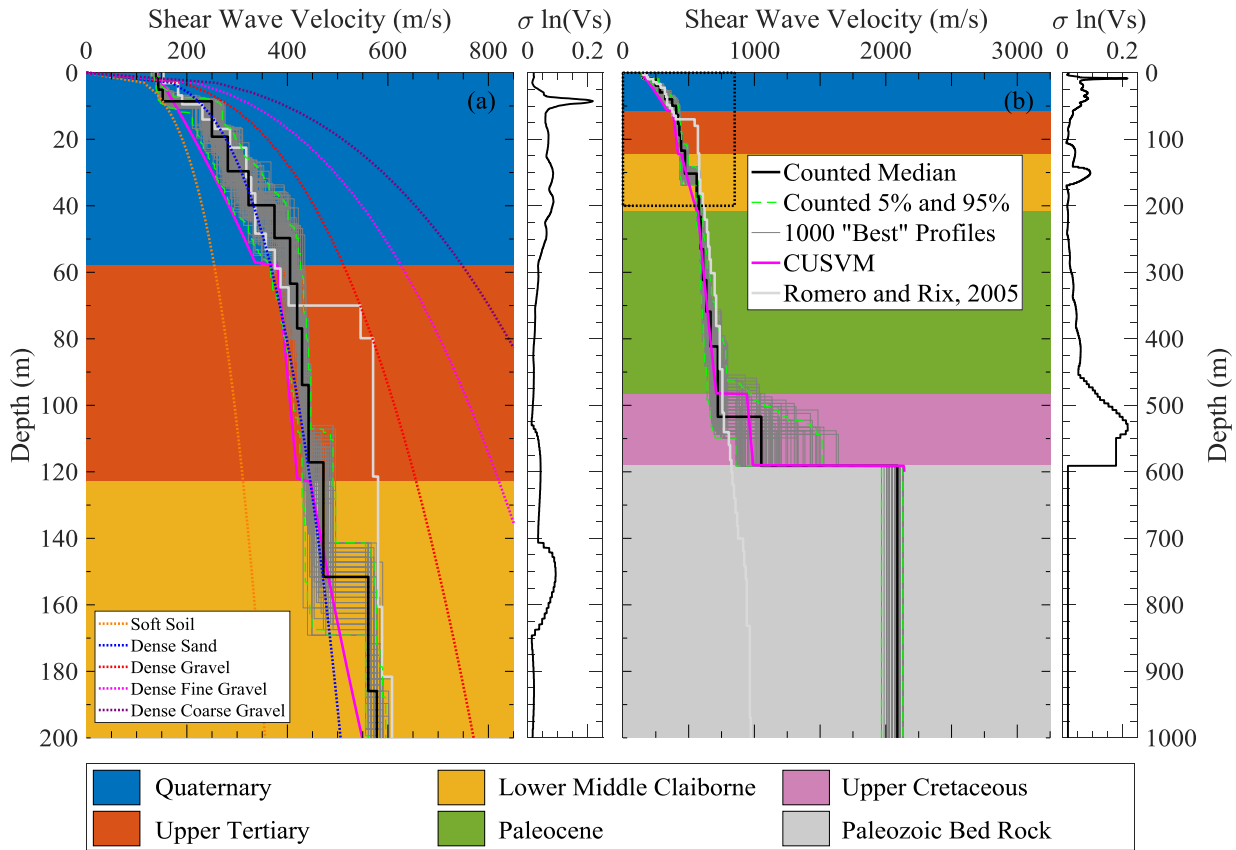 Shear Wave Velocity (m/s)
σ ln(Vs)
Shear Wave Velocity (m/s)
σ ln(Vs)
0 200 400 600 800
0 0.2
0 1000 2000 3000
0 0.2
(a)
(b)
0
20
40
60
80
100
120
140
160
180
200
Depth (m)
Soft Soil
Dense Sand
Dense Gravel
Dense Fine Gravel
Dense Coarse Gravel
Counted Median
Counted 5% and 95%
1000 "Best" Profiles
CUSVM
Romero and Rix, 2005
0
100
200
300
400
500
600
700
800
900
1000
Depth (m)
Quaternary
Lower Middle Claiborne
Upper Cretaceous
Upper Tertiary
Paleocene
Paleozoic Bed Rock